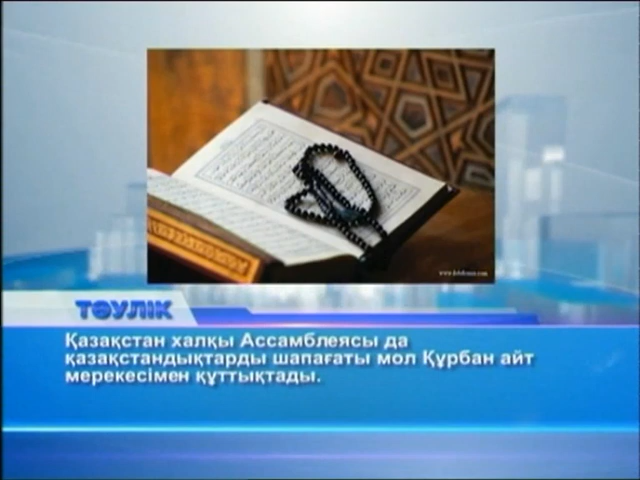 ТӘУЛІК
Қазақстан халқы Ассамблеясы да
қазақстандықтарды шапағаты мол Құрбан айт
мерекесімен құттықтады.